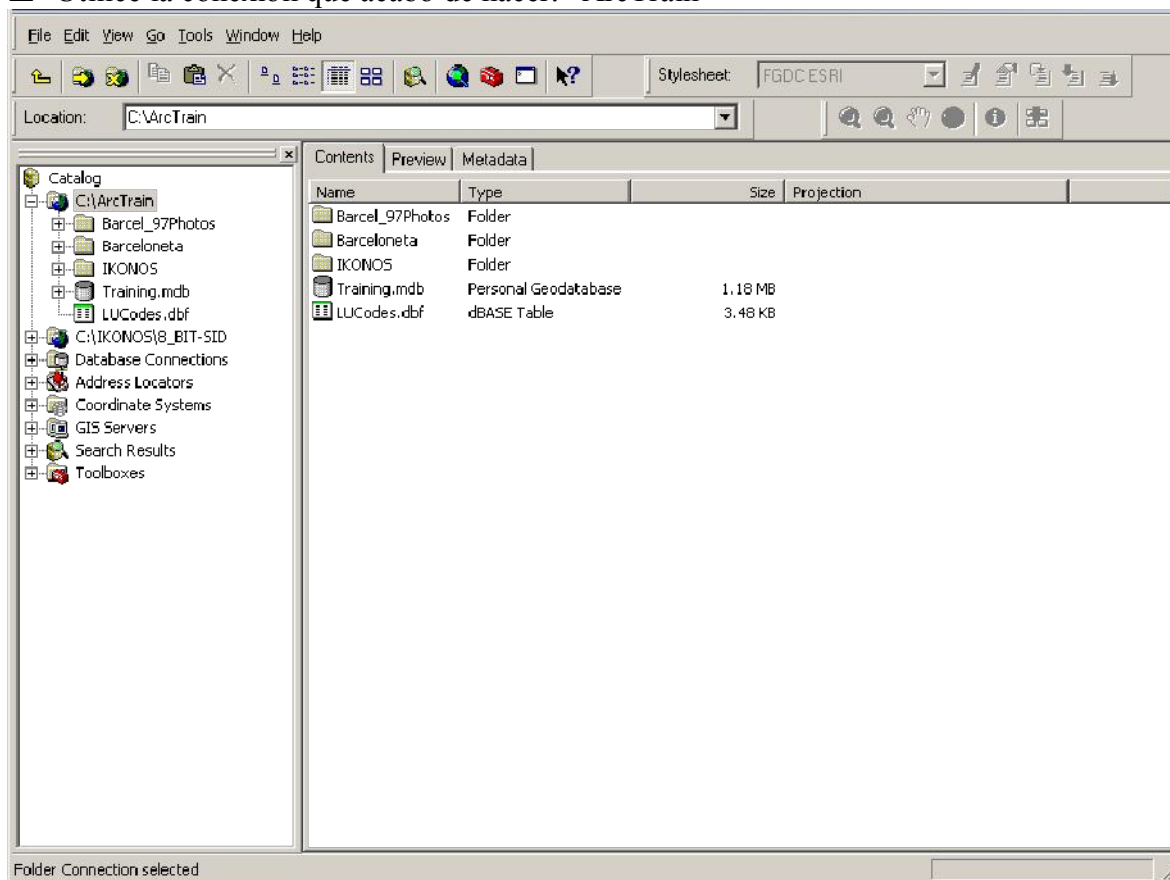 File Edit View Go Tools Window Help
Stylesheet: FGDC ESRI
Location: C:\ArcTrain
Catalog
C:\ArcTrain
Barcel_97Photos
Barceloneta
IKONOS
Training.mdb
LUCodes.dbf
C:\IKONOS\8_BIT-SID
Database Connections
Address Locators
Coordinate Systems
GIS Servers
Search Results
Toolboxes
Contents Preview Metadata
Name Type Size Projection
Barcel_97Photos Folder
Barceloneta Folder
IKONOS Folder
Training.mdb Personal Geodatabase 1.18 MB
LUCodes.dbf dBASE Table 3.48 KB
Folder Connection selected